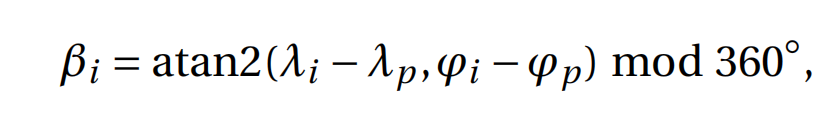 βᵢ = atan2(λᵢ − λₚ, φᵢ − φₚ) mod 360°,